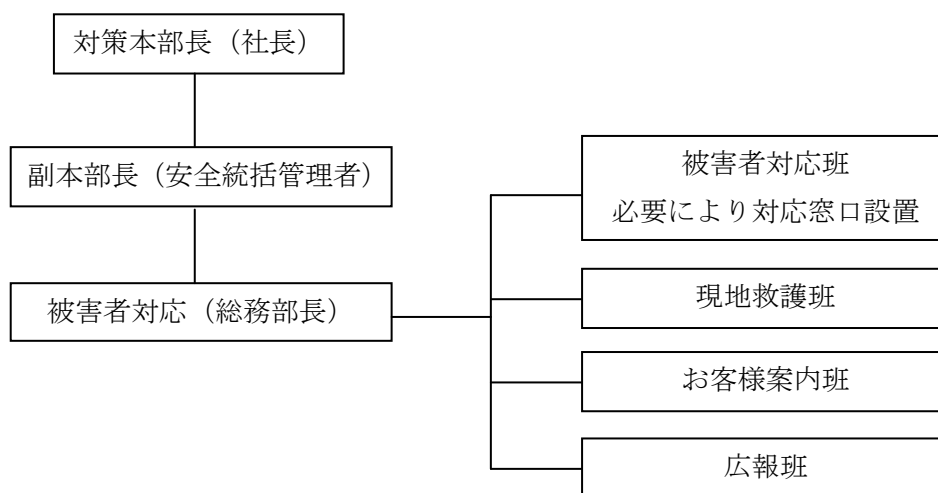 対策本部長（社長）
副本部長（安全統括管理者）
被害者対応（総務部長）
被害者対応班
必要により対応窓口設置
現地救護班
お客様案内班
広報班